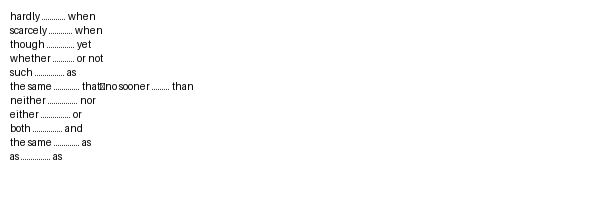 hardly ............ when
scarcely ............ when
though .............. yet
whether ........... or not
such ............... as
the same ............. that no sooner ......... than
neither ............... nor
either ............... or
both ............... and
the same ............. as
as ............... as